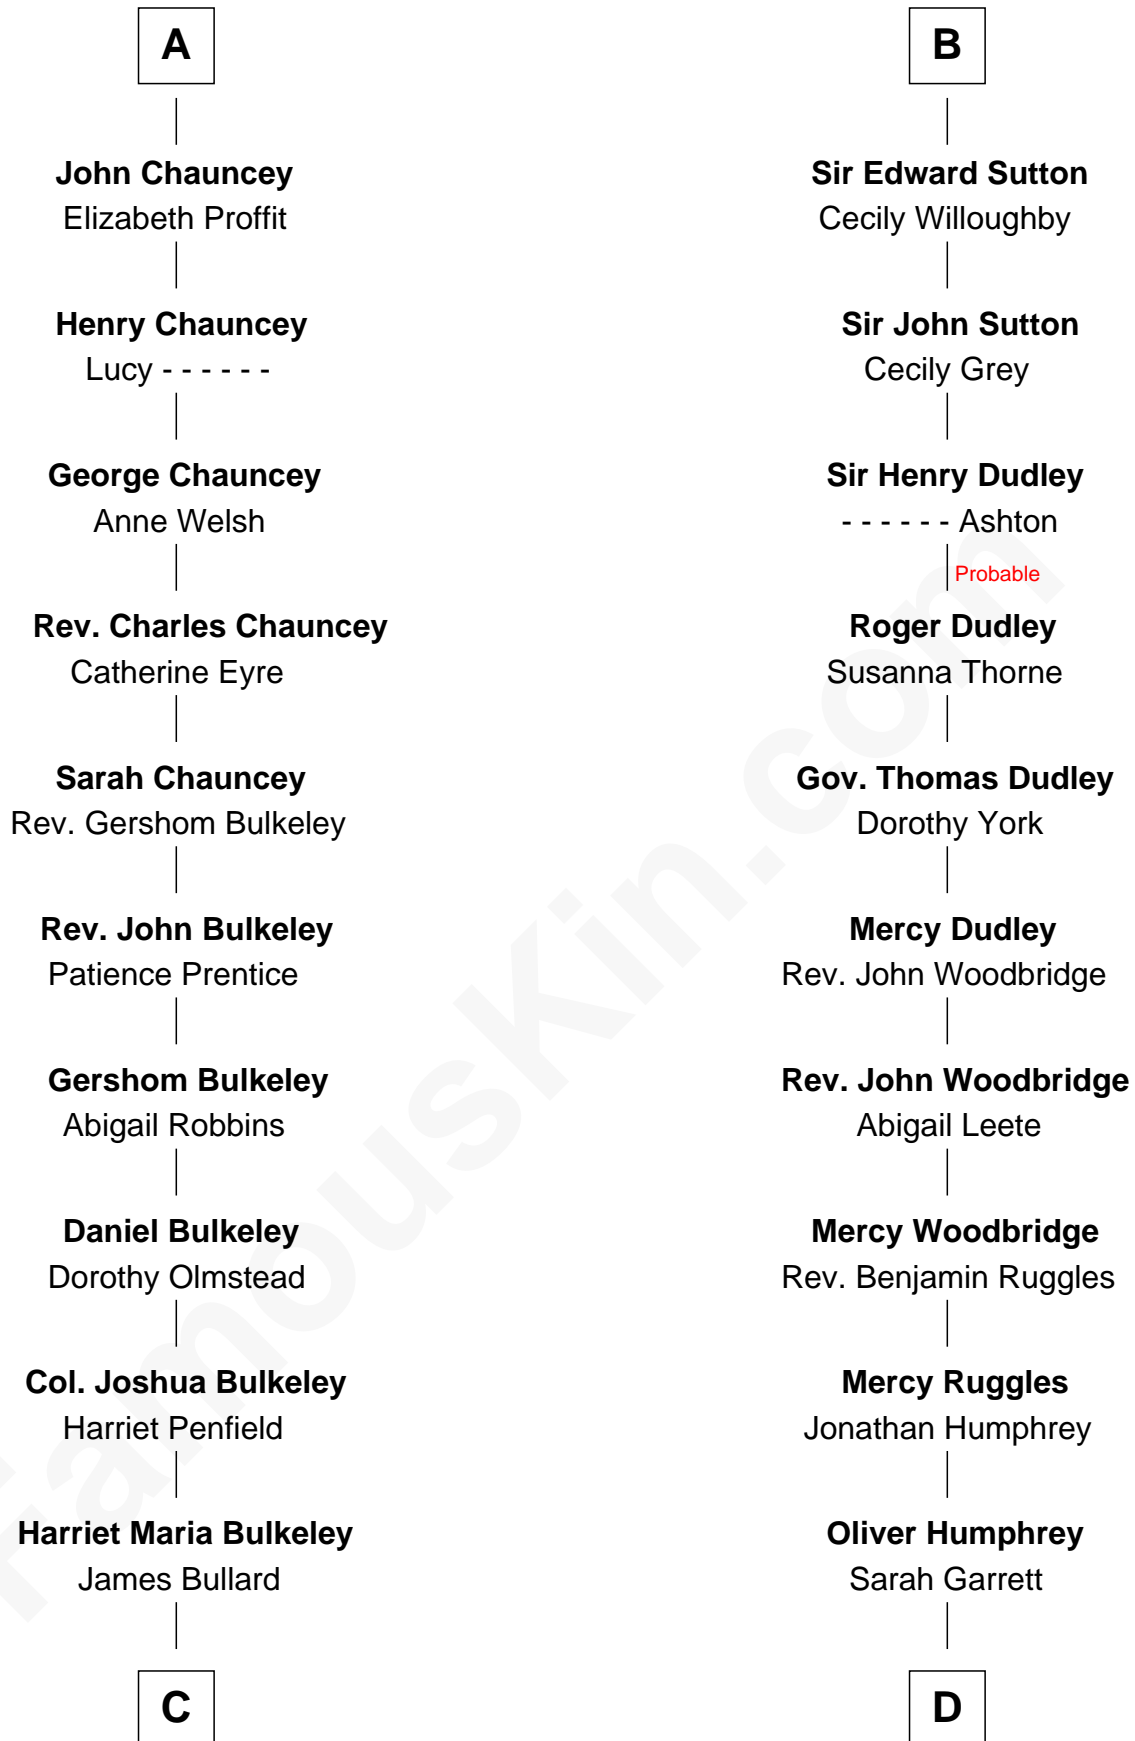 A
John Chauncey
Elizabeth Proffit
Henry Chauncey
Lucy - - - - - -
George Chauncey
Anne Welsh
Rev. Charles Chauncey
Catherine Eyre
Sarah Chauncey
Rev. Gershom Bulkeley
Rev. John Bulkeley
Patience Prentice
Gershom Bulkeley
Abigail Robbins
Daniel Bulkeley
Dorothy Olmstead
Col. Joshua Bulkeley
Harriet Penfield
Harriet Maria Bulkeley
James Bullard
C
B
Sir Edward Sutton
Cecily Willoughby
Sir John Sutton
Cecily Grey
Sir Henry Dudley
- - - - - - Ashton
Probable
Roger Dudley
Susanna Thorne
Gov. Thomas Dudley
Dorothy York
Mercy Dudley
Rev. John Woodbridge
Rev. John Woodbridge
Abigail Leete
Mercy Woodbridge
Rev. Benjamin Ruggles
Mercy Ruggles
Jonathan Humphrey
Oliver Humphrey
Sarah Garrett
D
FamousKin.com